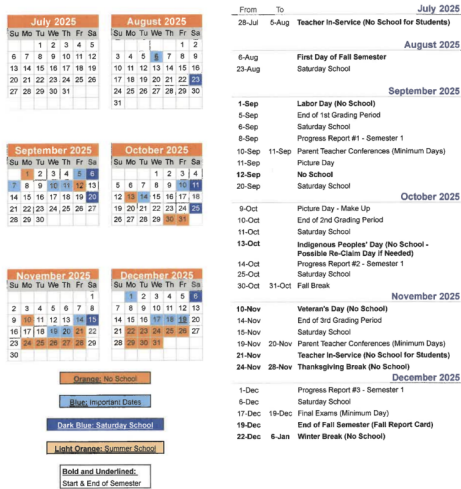 July 2025
Su Mo Tu We Th Fr Sa
1 2 3 4 5
6 7 8 9 10 11 12
13 14 15 16 17 18 19
20 21 22 23 24 25 26
27 28 29 30 31
August 2025
Su Mo Tu We Th Fr Sa
1 2
3 4 5 6 7 8 9
10 11 12 13 14 15 16
17 18 19 20 21 22 23
24 25 26 27 28 29 30
31
September 2025
Su Mo Tu We Th Fr Sa
1 2 3 4 5 6
7 8 9 10 11 12 13
14 15 16 17 18 19 20
21 22 23 24 25 26 27
28 29 30
October 2025
Su Mo Tu We Th Fr Sa
1 2 3 4
5 6 7 8 9 10 11
12 13 14 15 16 17 18
19 20 21 22 23 24 25
26 27 28 29 30 31
November 2025
Su Mo Tu We Th Fr Sa
1
2 3 4 5 6 7 8
9 10 11 12 13 14 15
16 17 18 19 20 21 22
23 24 25 26 27 28 29
30
December 2025
Su Mo Tu We Th Fr Sa
1 2 3 4 5 6
7 8 9 10 11 12 13
14 15 16 17 18 19 20
21 22 23 24 25 26 27
28 29 30 31
Orange: No School
Blue: Important Dates
Dark Blue: Saturday School
Light Orange: Summer School
Bold and Underlined:
Start & End of Semester
From To July 2025
28-Jul 5-Aug Teacher In-Service (No School for Students)
August 2025
6-Aug First Day of Fall Semester
23-Aug Saturday School
September 2025
1-Sep Labor Day (No School)
5-Sep End of 1st Grading Period
6-Sep Saturday School
8-Sep Progress Report #1 - Semester 1
10-Sep 11-Sep Parent Teacher Conferences (Minimum Days)
11-Sep Picture Day
12-Sep No School
20-Sep Saturday School
October 2025
9-Oct Picture Day - Make Up
10-Oct End of 2nd Grading Period
11-Oct Saturday School
13-Oct Indigenous Peoples' Day (No School -
Possible Re-Claim Day if Needed)
14-Oct Progress Report #2 - Semester 1
25-Oct Saturday School
30-Oct 31-Oct Fall Break
November 2025
10-Nov Veteran's Day (No School)
14-Nov End of 3rd Grading Period
15-Nov Saturday School
19-Nov 20-Nov Parent Teacher Conferences (Minimum Days)
21-Nov Teacher In-Service (No School for Students)
24-Nov 28-Nov Thanksgiving Break (No School)
December 2025
1-Dec Progress Report #3 - Semester 1
6-Dec Saturday School
17-Dec 19-Dec Final Exams (Minimum Day)
19-Dec End of Fall Semester (Fall Report Card)
22-Dec 6-Jan Winter Break (No School)